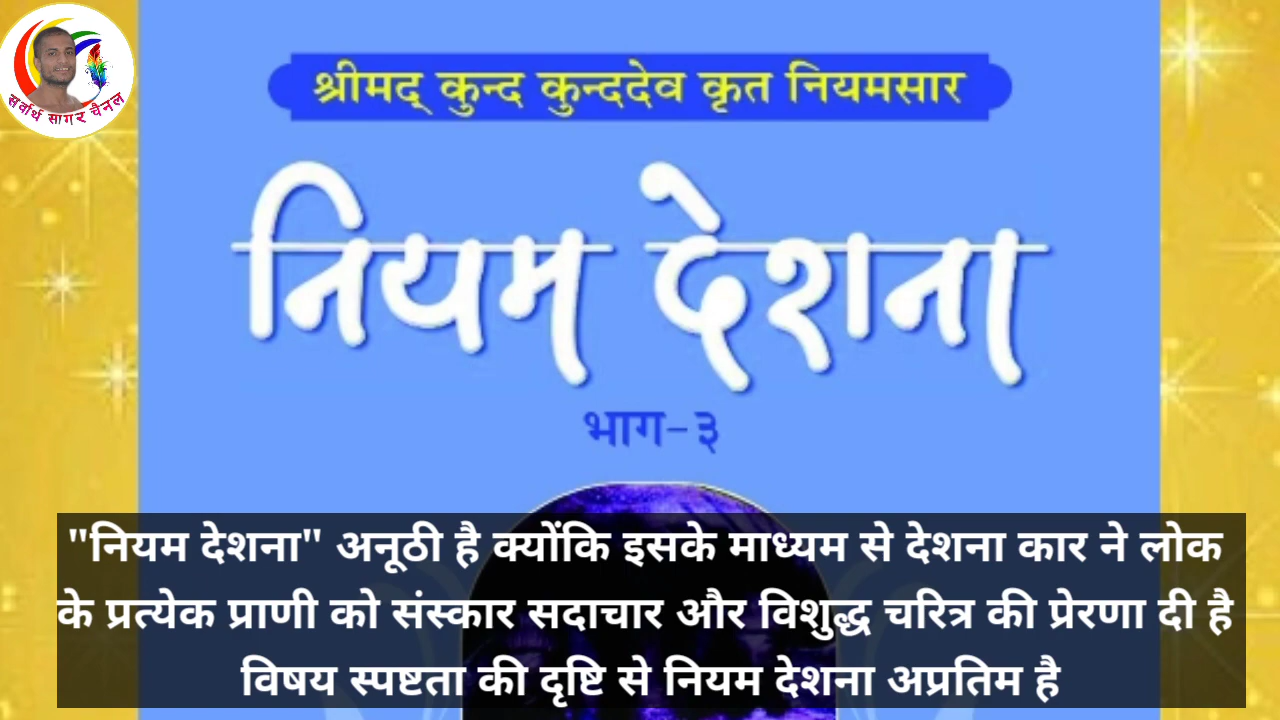 सर्वार्थ सागर चैनल
श्रीमद् कुन्द कुन्ददेव कृत नियमसार
नियम देशना
भाग-३
"नियम देशना" अनूठी है क्योंकि इसके माध्यम से देशना कार ने लोक
के प्रत्येक प्राणी को संस्कार सदाचार और विशुद्ध चरित्र की प्रेरणा दी है
विषय स्पष्टता की दृष्टि से नियम देशना अप्रतिम है